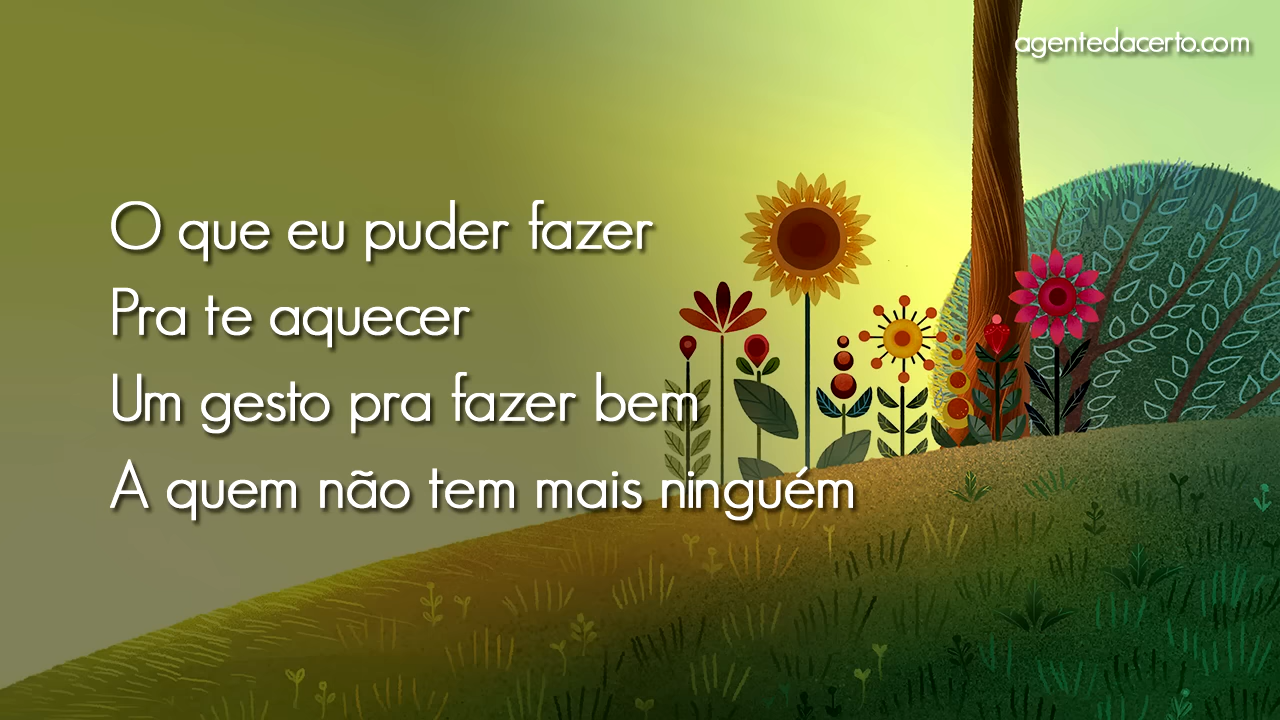 agentedacerto.com
O que eu puder fazer
Pra te aquecer
Um gesto pra fazer bem
A quem não tem mais ninguém